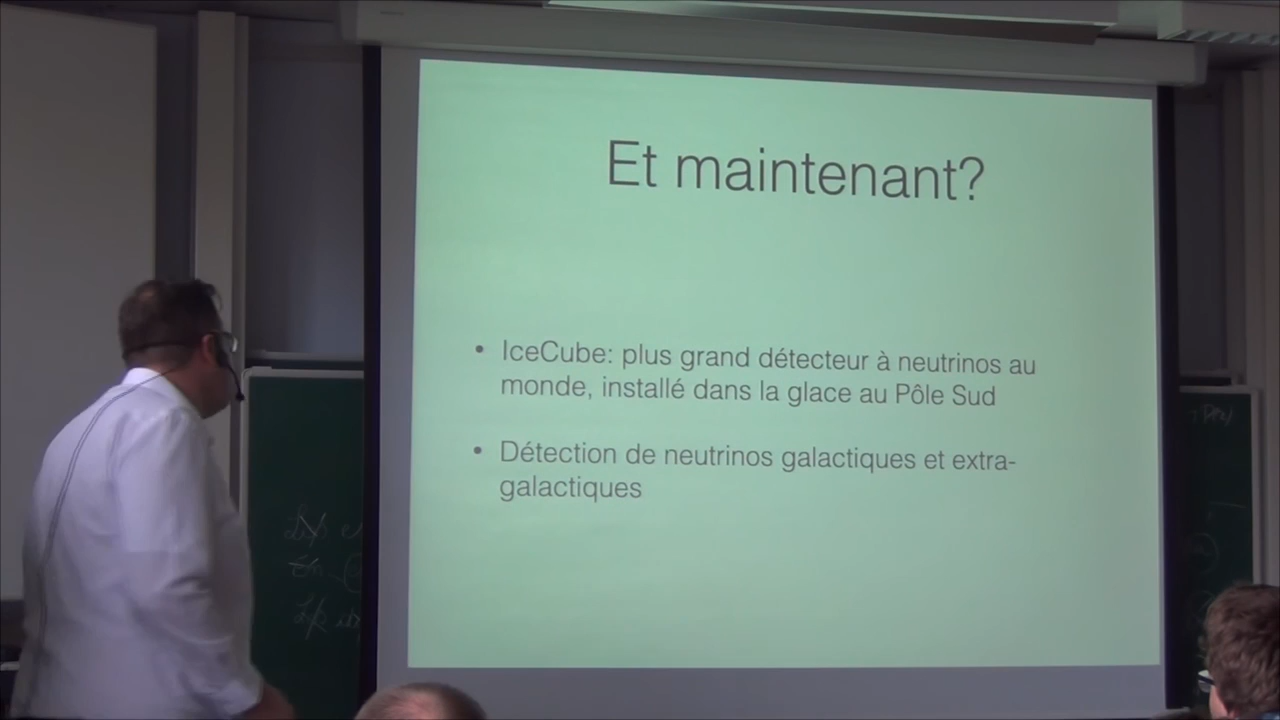 Et maintenant?
• IceCube: plus grand détecteur à neutrinos au
monde, installé dans la glace au Pôle Sud
• Détection de neutrinos galactiques et extra-
galactiques